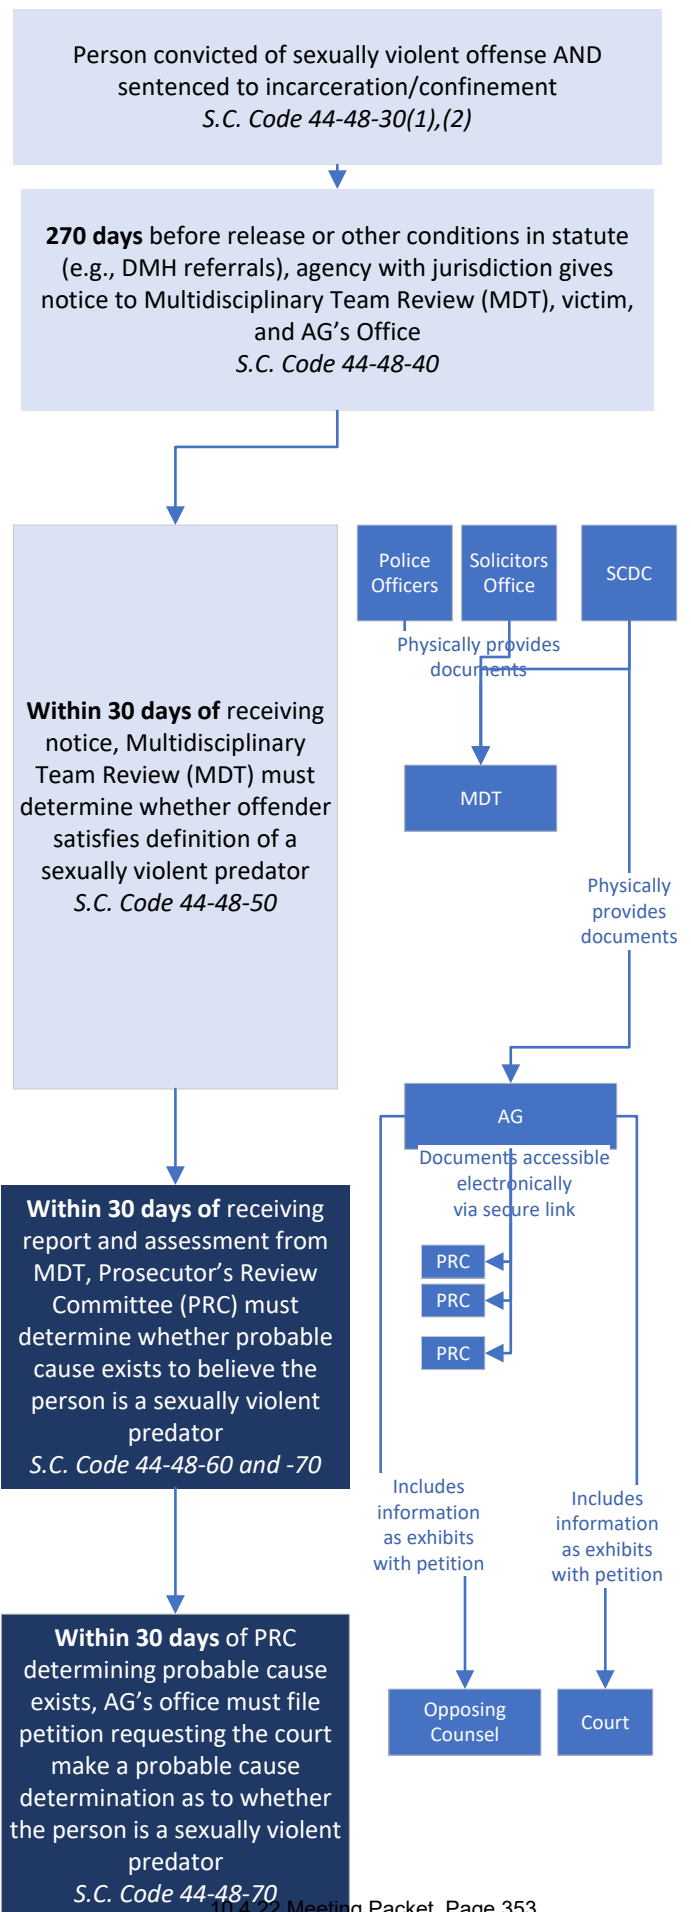 Person convicted of sexually violent offense AND
sentenced to incarceration/confinement
S.C. Code 44-48-30(1),(2)
270 days before release or other conditions in statute
(e.g., DMH referrals), agency with jurisdiction gives
notice to Multidisciplinary Team Review (MDT), victim,
and AG's Office
S.C. Code 44-48-40
Within 30 days of receiving
notice, Multidisciplinary
Team Review (MDT) must
determine whether offender
satisfies definition of a
sexually violent predator
S.C. Code 44-48-50
Police
Officers
Solicitors
Office
SCDC
Physically provides
documents
MDT
Physically
provides
documents
AG
Documents accessible
electronically
via secure link
PRC
PRC
PRC
Within 30 days of receiving
report and assessment from
MDT, Prosecutor's Review
Committee (PRC) must
determine whether probable
cause exists to believe the
person is a sexually violent
predator
S.C. Code 44-48-60 and -70
Includes
information
as exhibits
with petition
Includes
information
as exhibits
with petition
Within 30 days of PRC
determining probable cause
exists, AG's office must file
petition requesting the court
make a probable cause
determination as to whether
the person is a sexually violent
predator
S.C. Code 44-48-70
Opposing
Counsel
Court
10.4.22 Meeting Packet, Page 353